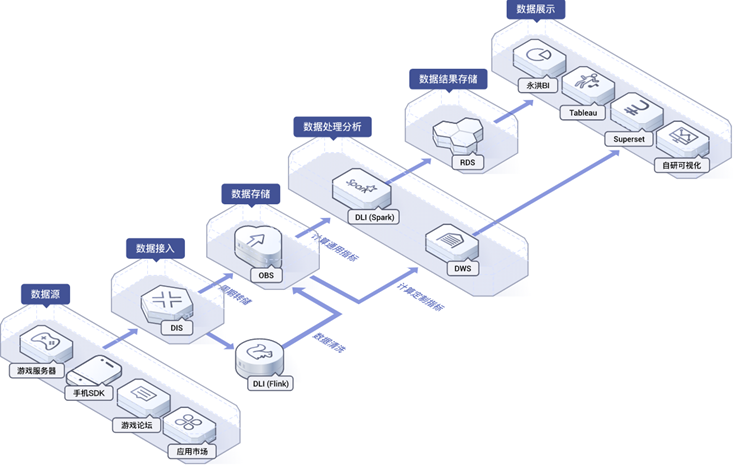 数据展示
永洪BI
Tableau
Superset
自研可视化
数据结果存储
RDS
数据处理分析
Spark
DLI (Spark)
DWS
数据存储
OBS
计算通用指标
计算定制指标
数据接入
DIS
周期转储
DLI (Flink)
数据清洗
数据源
游戏服务器
手机SDK
游戏论坛
应用市场